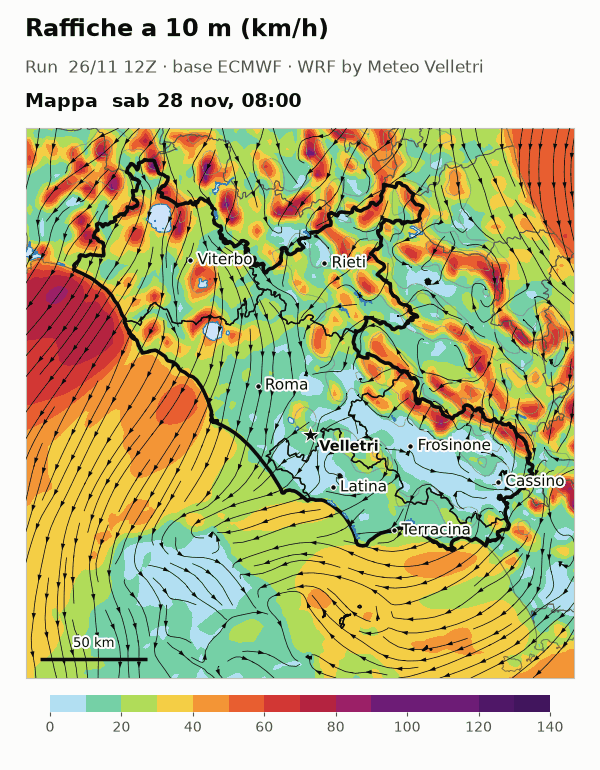 Raffiche a 10 m (km/h)
Run 26/11 12Z · base ECMWF · WRF by Meteo Velletri
Mappa sab 28 nov, 08:00
Viterbo
Rieti
Roma
Velletri
Frosinone
Cassino
Latina
Terracina
50 km
0 20 40 60 80 100 120 140